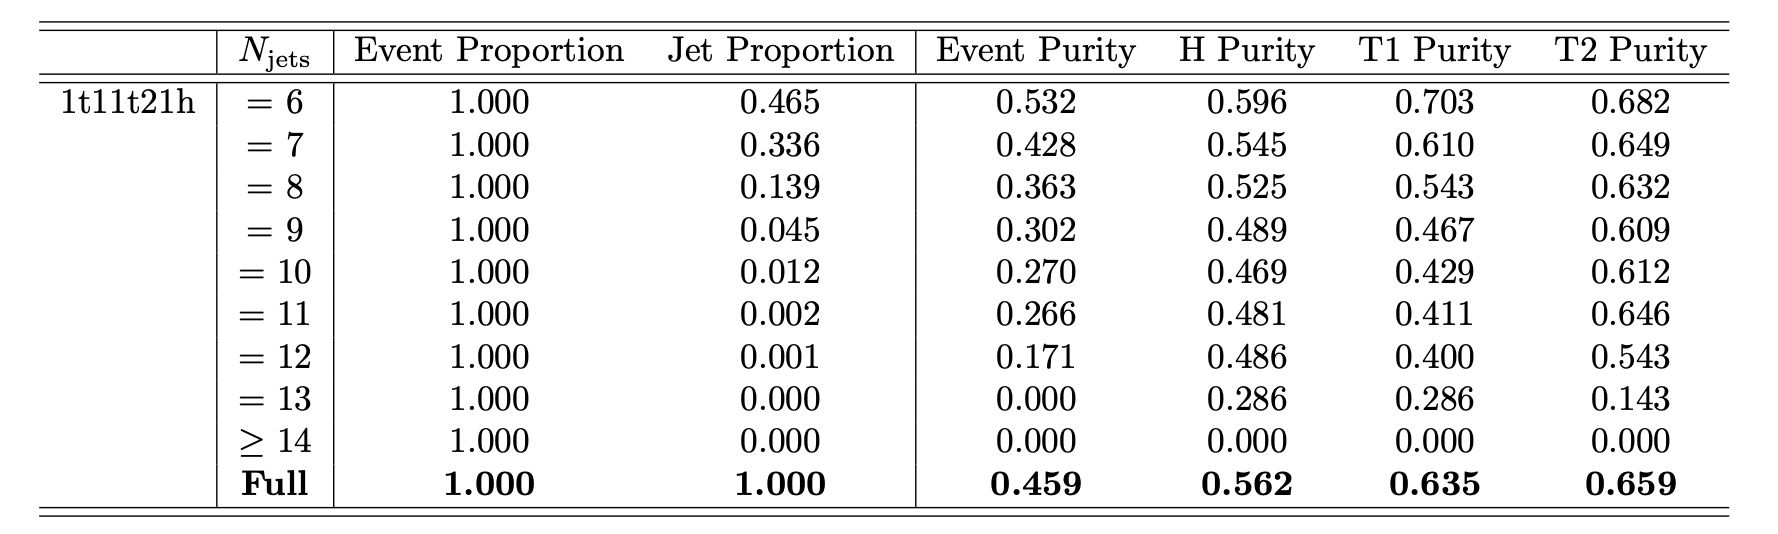 N_jets Event Proportion Jet Proportion Event Purity H Purity T1 Purity T2 Purity
1t11t21h = 6 1.000 0.465 0.532 0.596 0.703 0.682
= 7 1.000 0.336 0.428 0.545 0.610 0.649
= 8 1.000 0.139 0.363 0.525 0.543 0.632
= 9 1.000 0.045 0.302 0.489 0.467 0.609
= 10 1.000 0.012 0.270 0.469 0.429 0.612
= 11 1.000 0.002 0.266 0.481 0.411 0.646
= 12 1.000 0.001 0.171 0.486 0.400 0.543
= 13 1.000 0.000 0.000 0.286 0.286 0.143
≥ 14 1.000 0.000 0.000 0.000 0.000 0.000
Full 1.000 1.000 0.459 0.562 0.635 0.659